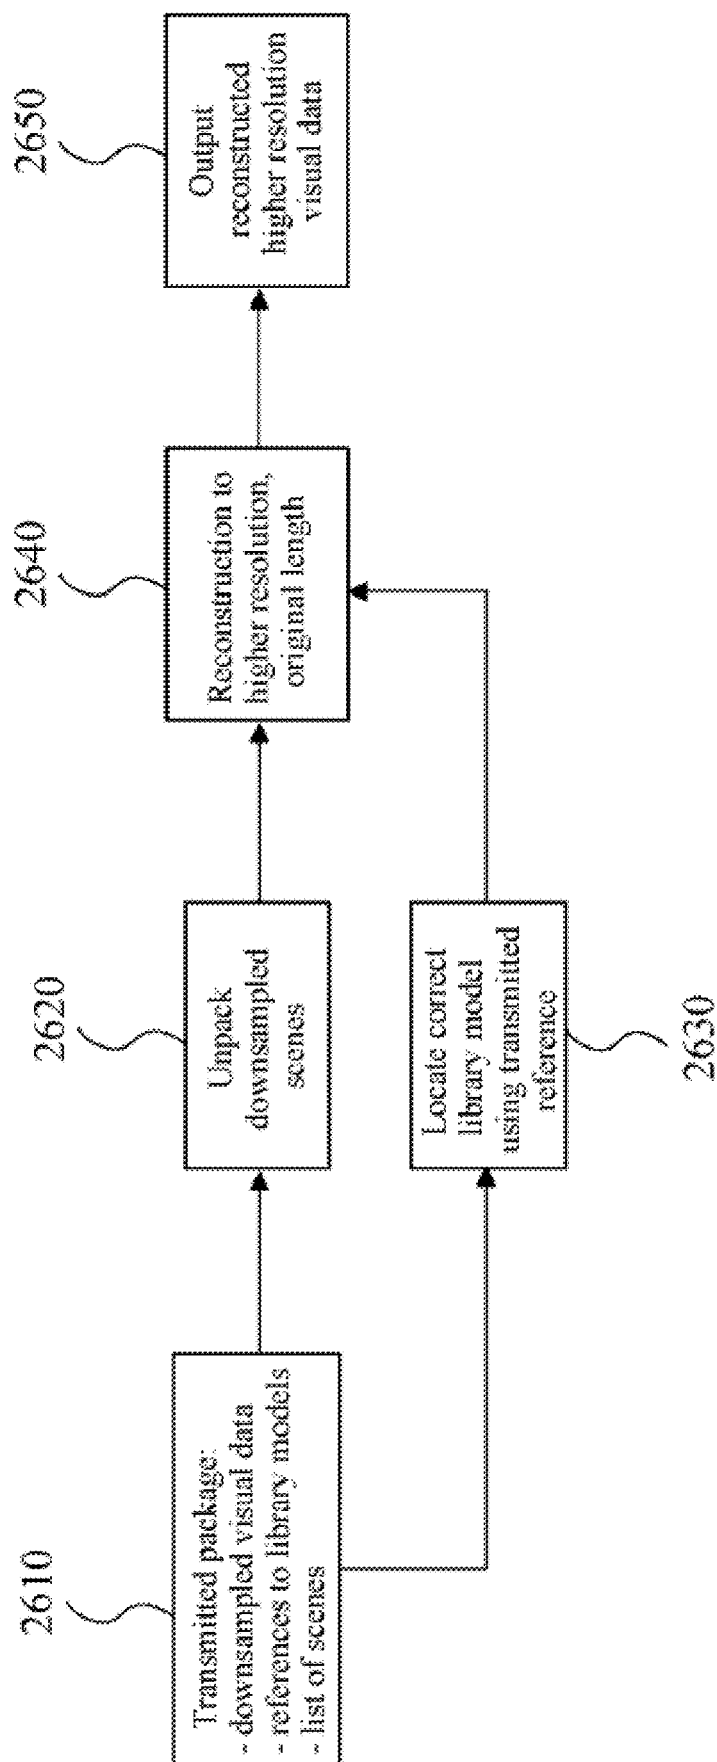 2610
Transmitted package:
- downsampled visual data
- references to library models
- list of scenes
2620
Unpack
downsampled
scenes
Locate correct
library model
using transmitted
reference
2630
2640
Reconstruction to
higher resolution,
original length
2650
Output
reconstructed
higher resolution
visual data